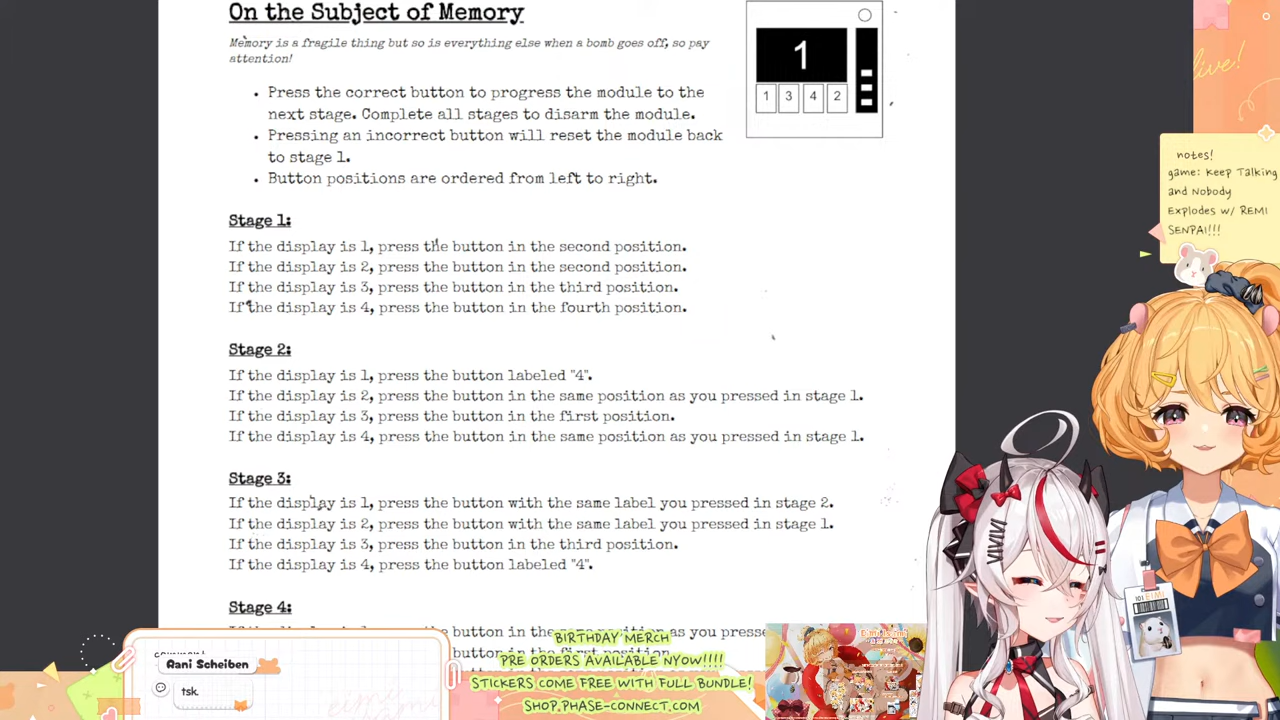 On the Subject of Memory
Memory is a fragile thing but so is everything else when a bomb goes off, so pay
attention!
• Press the correct button to progress the module to the
next stage. Complete all stages to disarm the module.
• Pressing an incorrect button will reset the module back
to stage 1.
• Button positions are ordered from left to right.
1
1 3 4 2
Stage 1:
If the display is 1, press the button in the second position.
If the display is 2, press the button in the second position.
If the display is 3, press the button in the third position.
If the display is 4, press the button in the fourth position.
Stage 2:
If the display is 1, press the button labeled "4".
If the display is 2, press the button in the same position as you pressed in stage 1.
If the display is 3, press the button in the first position.
If the display is 4, press the button in the same position as you pressed in stage 1.
Stage 3:
If the display is 1, press the button with the same label you pressed in stage 2.
If the display is 2, press the button with the same label you pressed in stage 1.
If the display is 3, press the button in the third position.
If the display is 4, press the button labeled "4".
Stage 4:
live!
notes!
game: Keep Talking
and Nobody
Explodes w/ REMI
SENPAI!!!
Rani Scheiben
tsk.
BIRTHDAY MERCH
PRE ORDERS AVAILABLE NYOW!!!!
STICKERS COME FREE WITH FULL BUNDLE!
SHOP.PHASE-CONNECT.COM